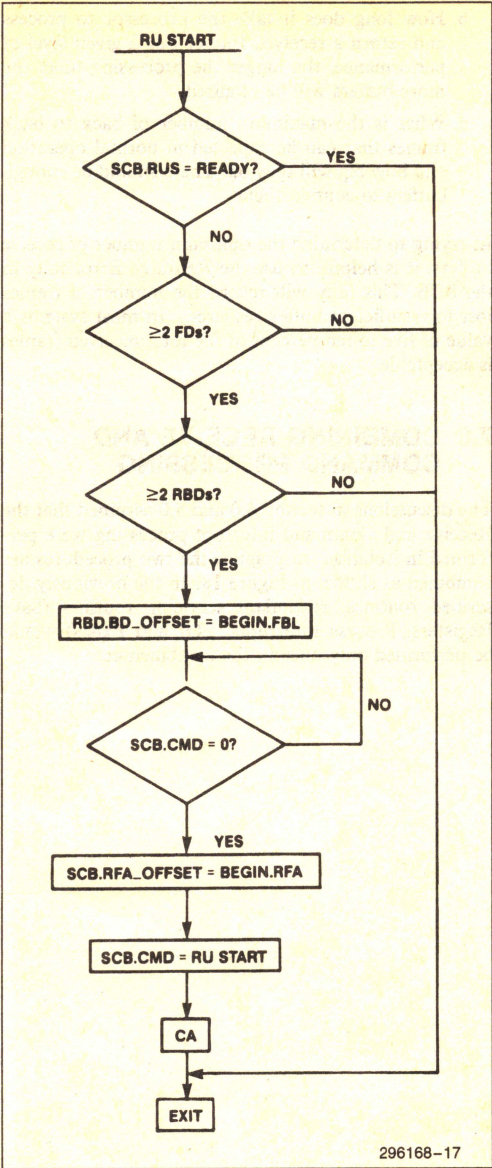 RU START
SCB.RUS = READY?
YES
NO
≥2 FDs?
NO
YES
≥2 RBDs?
NO
YES
RBD.BD_OFFSET = BEGIN.FBL
NO
SCB.CMD = 0?
YES
SCB.RFA_OFFSET = BEGIN.RFA
SCB.CMD = RU START
CA
EXIT
296168–17